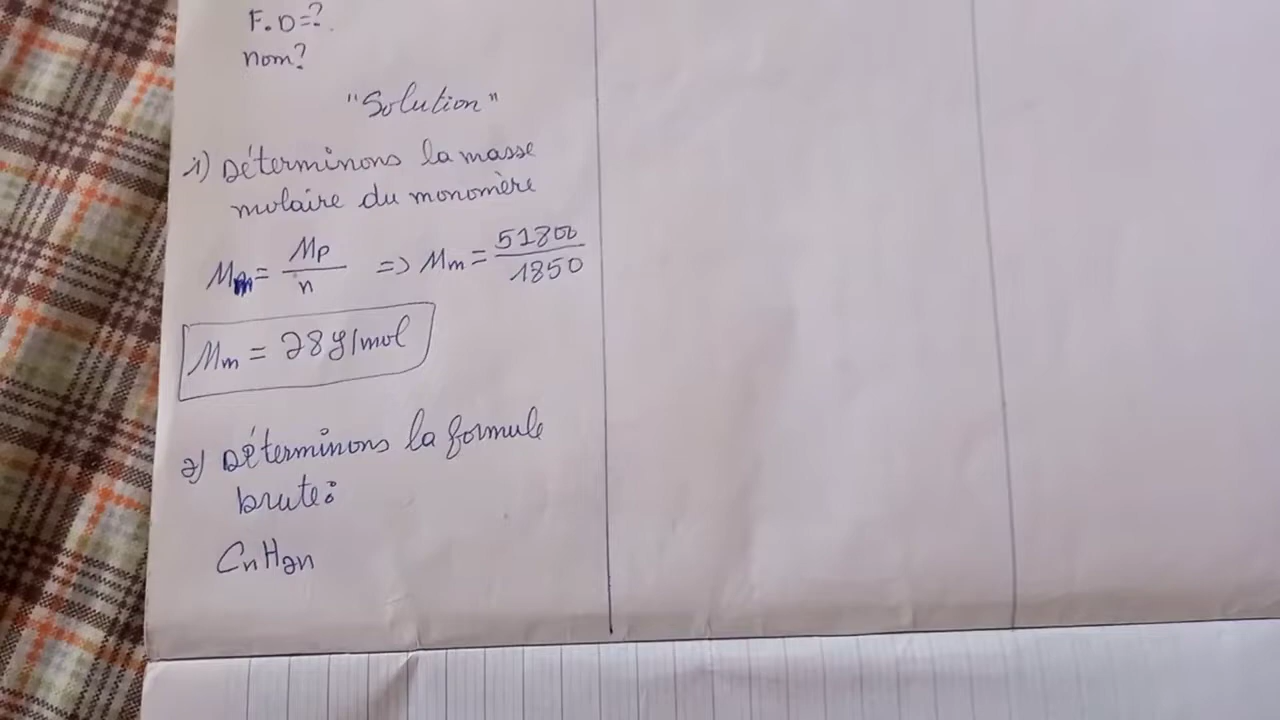 F.D=?.
nom?
"Solution"
1) Déterminons la masse
molaire du monomère
Mm = Mp / n => Mm = 51800 / 1850
Mm = 28g/mol
2) Déterminons la formule
brute:
CnH2n